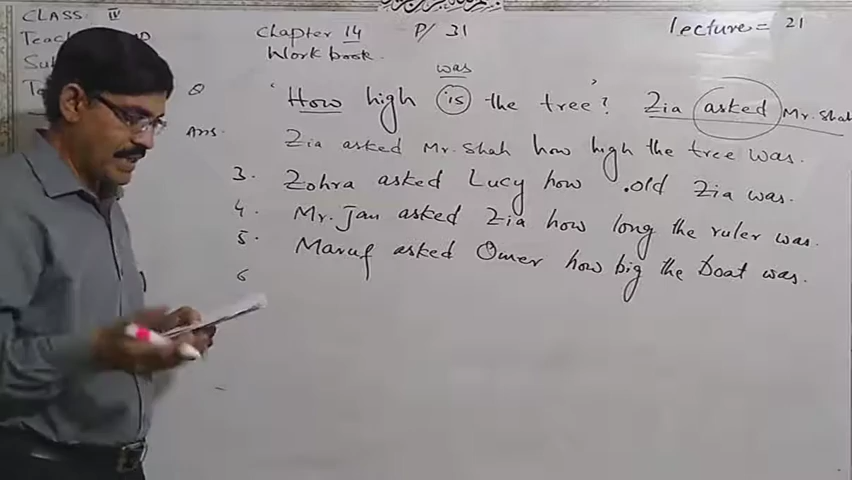 CLASS: IV
Chapter 14 P/ 31 lecture = 21
Work book.
was
Q 'How high is the tree'? Zia asked Mr. Shah
Ans. Zia asked Mr. Shah how high the tree was.
3. Zohra asked Lucy how old Zia was.
4. Mr. Jan asked Zia how long the ruler was.
5. Maruf asked Omer how big the boat was.
6